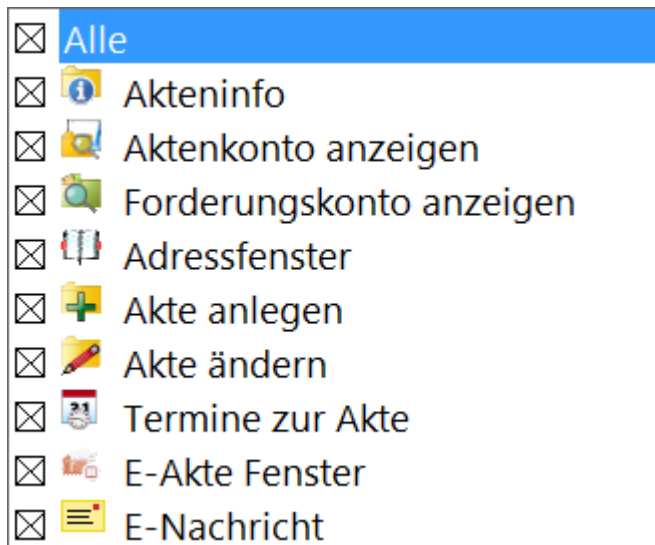 Alle
Akteninfo
Aktenkonto anzeigen
Forderungskonto anzeigen
Adressfenster
Akte anlegen
Akte ändern
Termine zur Akte
E-Akte Fenster
E-Nachricht